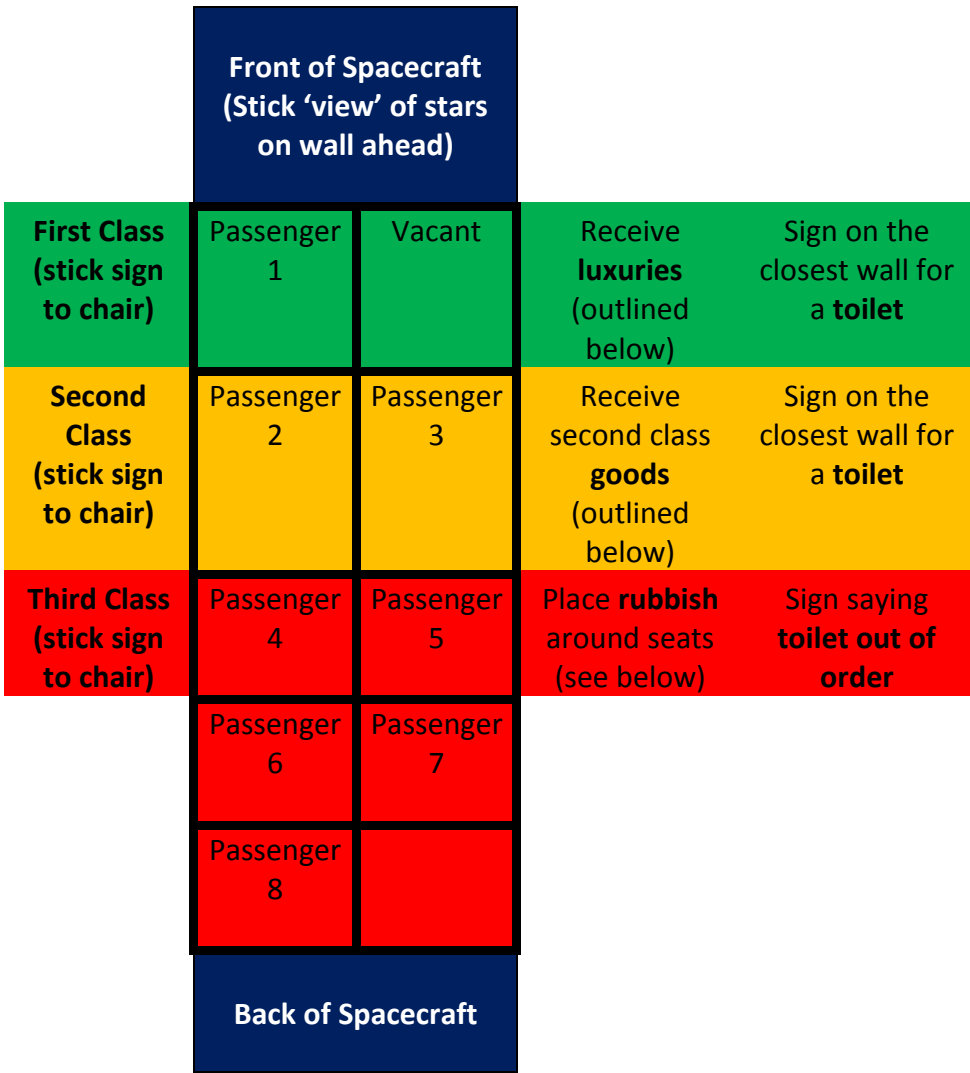 Front of Spacecraft
(Stick ‘view’ of stars
on wall ahead)
First Class
(stick sign
to chair)
Passenger
1
Vacant
Receive
luxuries
(outlined
below)
Sign on the
closest wall for
a toilet
Second
Class
(stick sign
to chair)
Passenger
2
Passenger
3
Receive
second class
goods
(outlined
below)
Sign on the
closest wall for
a toilet
Third Class
(stick sign
to chair)
Passenger
4
Passenger
5
Place rubbish
around seats
(see below)
Sign saying
toilet out of
order
Passenger
6
Passenger
7
Passenger
8
Back of Spacecraft